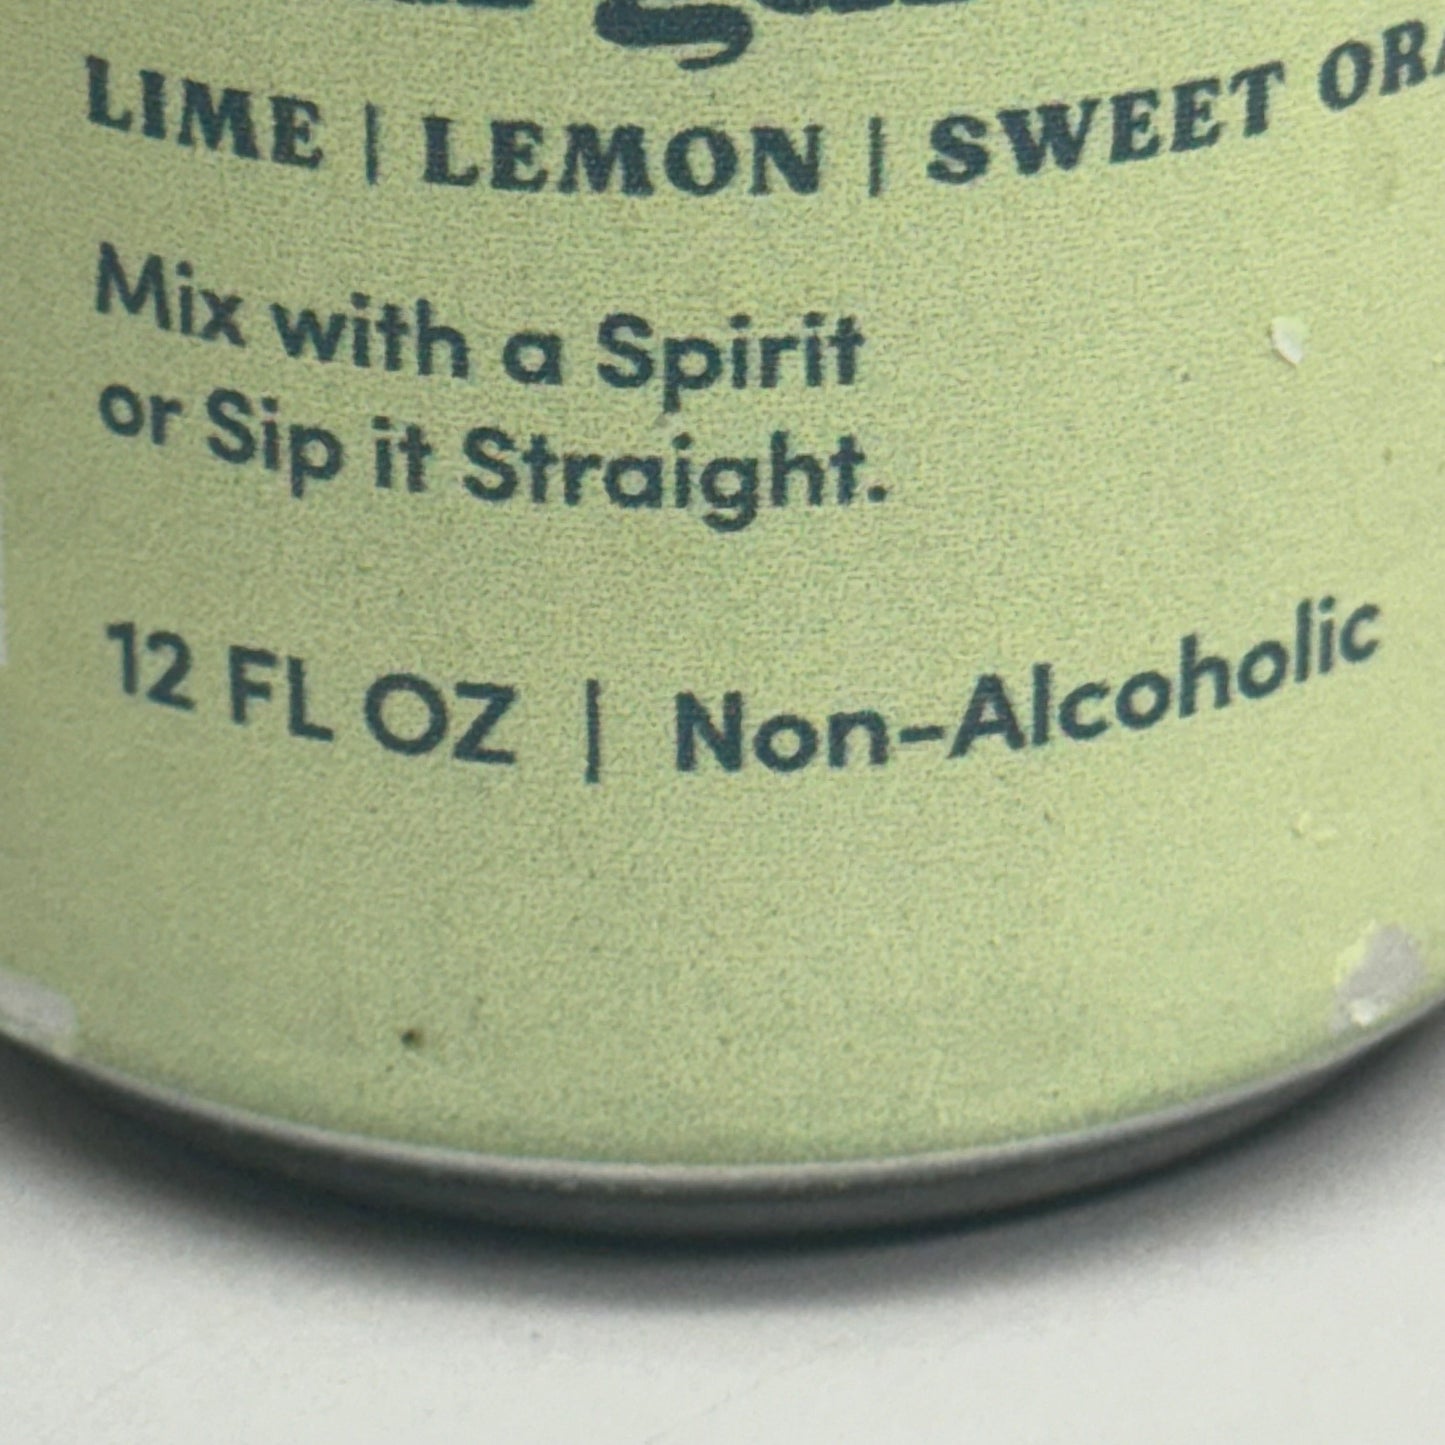 LIME | LEMON | SWEET
Mix with a Spirit
or Sip it Straight.
12 FL OZ | Non-Alcoholic